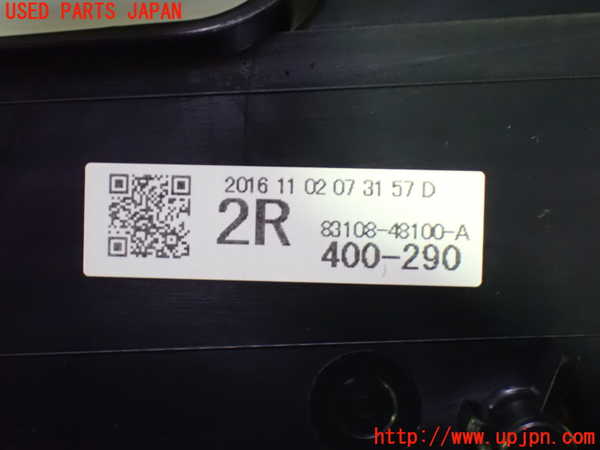 USED PARTS JAPAN
2016 11 02 07 31 57 D
2R
83108-48100-A
400-290
http://www.upjpn.com/